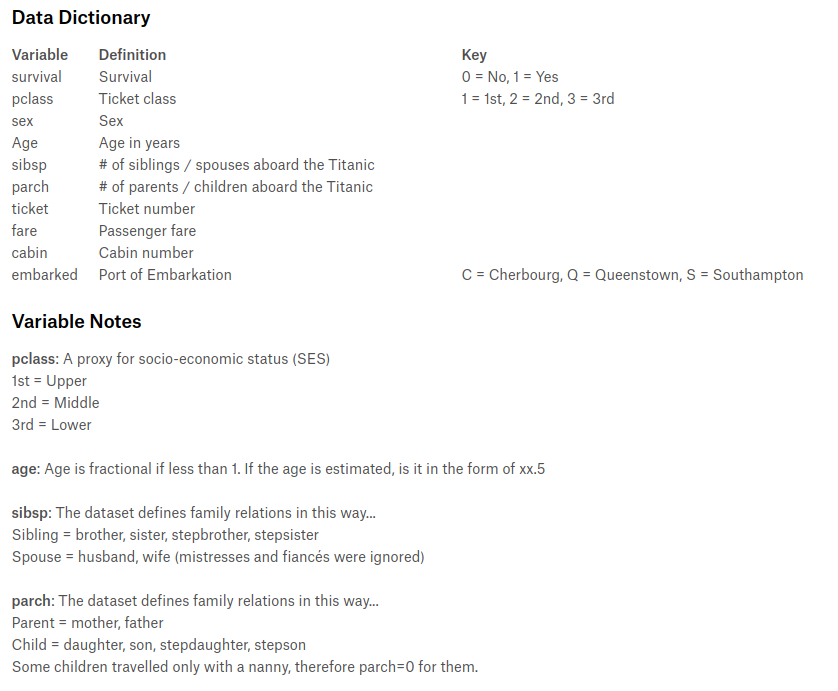 Data Dictionary
Variable Definition Key
survival Survival 0 = No, 1 = Yes
pclass Ticket class 1 = 1st, 2 = 2nd, 3 = 3rd
sex Sex
Age Age in years
sibsp # of siblings / spouses aboard the Titanic
parch # of parents / children aboard the Titanic
ticket Ticket number
fare Passenger fare
cabin Cabin number
embarked Port of Embarkation C = Cherbourg, Q = Queenstown, S = Southampton
Variable Notes
pclass: A proxy for socio-economic status (SES)
1st = Upper
2nd = Middle
3rd = Lower
age: Age is fractional if less than 1. If the age is estimated, is it in the form of xx.5
sibsp: The dataset defines family relations in this way...
Sibling = brother, sister, stepbrother, stepsister
Spouse = husband, wife (mistresses and fiancés were ignored)
parch: The dataset defines family relations in this way...
Parent = mother, father
Child = daughter, son, stepdaughter, stepson
Some children travelled only with a nanny, therefore parch=0 for them.